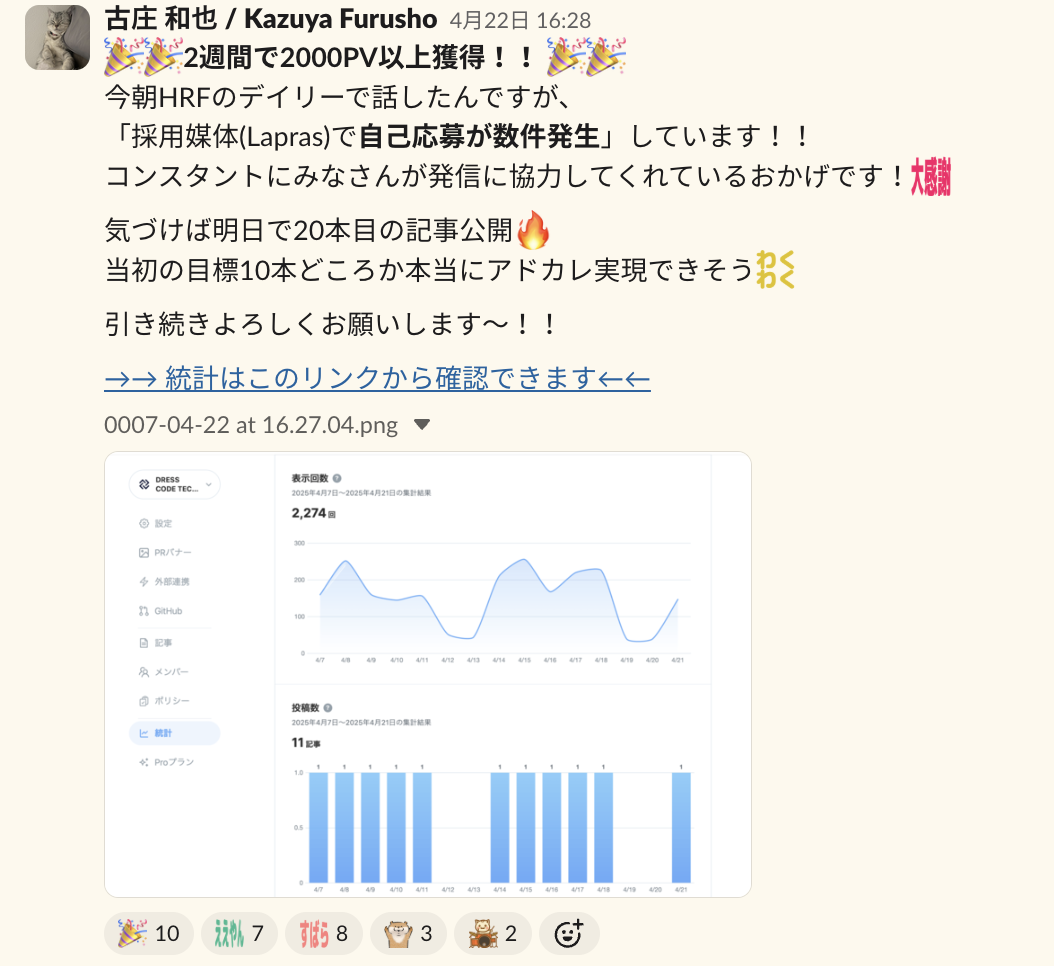 古庄 和也 / Kazuya Furusho 4月22日 16:28
🎉🎉2週間で2000PV以上獲得！！ 🎉🎉
今朝HRFのデイリーで話したんですが、
「採用媒体(Lapras)で自己応募が数件発生」しています！！
コンスタントにみなさんが発信に協力してくれているおかげです！大感謝
気づけば明日で20本目の記事公開🔥
当初の目標10本どころか本当にアドカレ実現できそうわくわく
引き続きよろしくお願いします〜！！
→→ 統計はこのリンクから確認できます←←
0007-04-22 at 16.27.04.png
DRESS
CODE TEC...
設定
PRバナー
外部連携
GitHub
記事
メンバー
ポリシー
統計
Proプラン
表示回数
2025年4月7日〜2025年4月21日の集計結果
2,274 回
300
200
100
0
4/7 4/8 4/9 4/10 4/11 4/12 4/13 4/14 4/15 4/16 4/17 4/18 4/19 4/20 4/21
投稿数
2025年4月7日〜2025年4月21日の集計結果
11 記事
1 1 1 1 1 1 1 1 1 1 1
1.0
0.5
0
4/7 4/8 4/9 4/10 4/11 4/12 4/13 4/14 4/15 4/16 4/17 4/18 4/19 4/20 4/21
🎉 10 ええやん 7 すばら 8 3 2